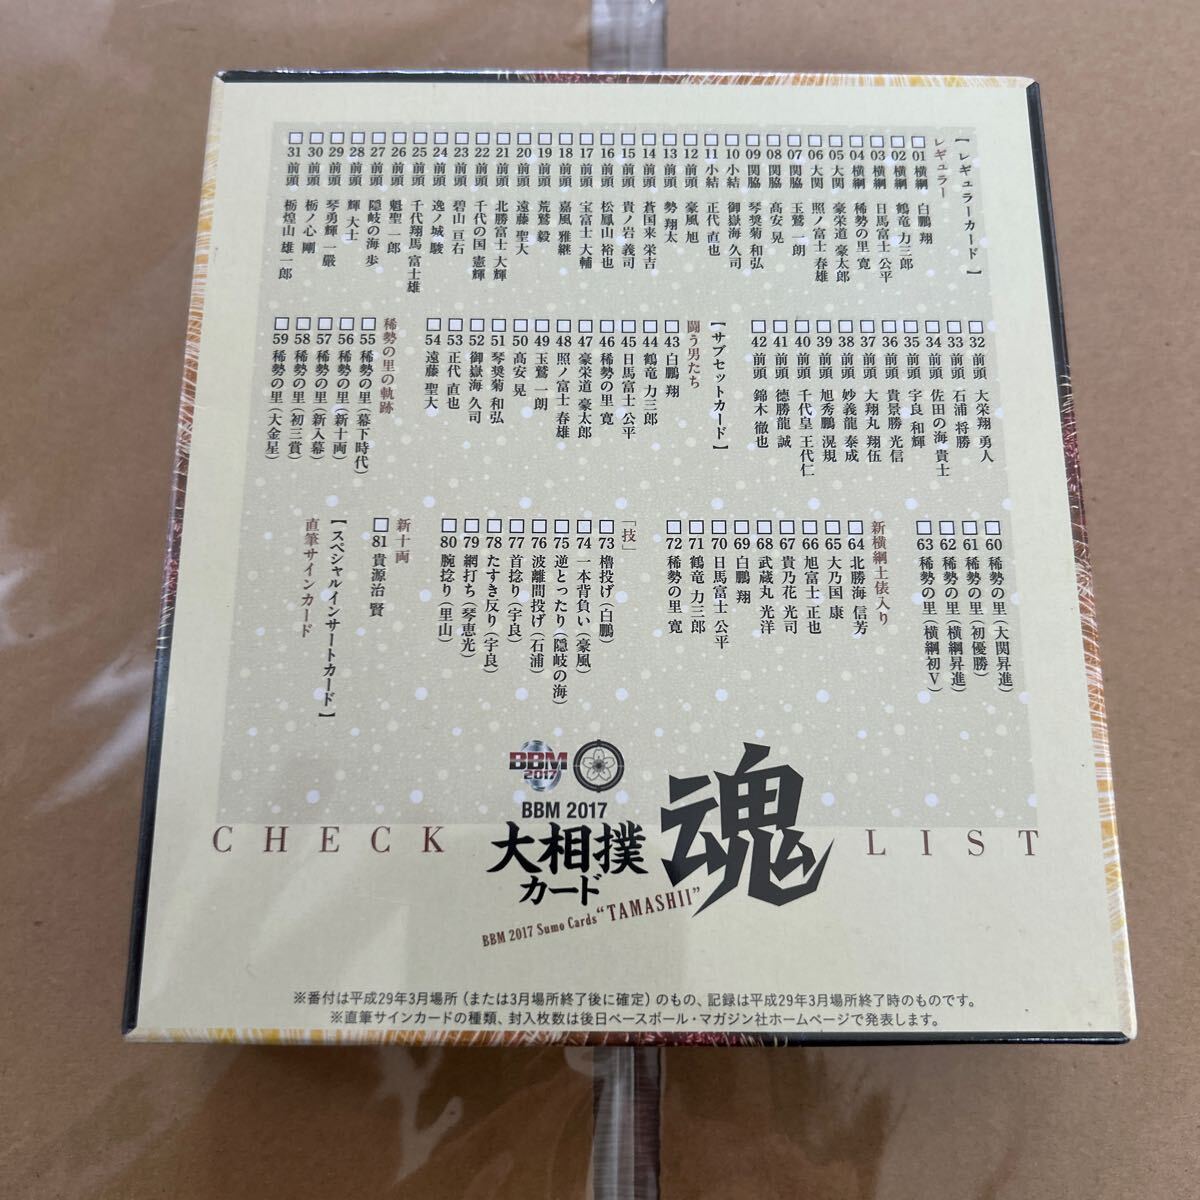 【レギュラーカード】
レギュラー
01 横綱 白鵬 翔
02 横綱 鶴竜 力三郎
03 横綱 日馬富士 公平
04 横綱 稀勢の里 寛
05 大関 豪栄道 豪太郎
06 大関 照ノ富士 春雄
07 関脇 玉鷲 一朗
08 関脇 髙安 晃
09 関脇 琴奨菊 和弘
10 小結 御嶽海 久司
11 小結 正代 直也
12 前頭 豪風 旭
13 前頭 勢 翔太
14 前頭 蒼国来 栄吉
15 前頭 貴ノ岩 義司
16 前頭 松鳳山 裕也
17 前頭 宝富士 大輔
18 前頭 嘉風 雅継
19 前頭 荒鷲 毅
20 前頭 遠藤 聖大
21 前頭 北勝富士 大輝
22 前頭 千代の国 憲輝
23 前頭 碧山 亘右
24 前頭 逸ノ城 駿
25 前頭 千代翔馬 富士雄
26 前頭 魁聖 一郎
27 前頭 隠岐の海 歩
28 前頭 輝 大士
29 前頭 琴勇輝 一巖
30 前頭 栃ノ心 剛
31 前頭 栃煌山 雄一郎
32 前頭 大栄翔 勇人
33 前頭 石浦 将勝
34 前頭 佐田の海 貴士
35 前頭 宇良 和輝
36 前頭 貴景勝 光信
37 前頭 大翔丸 翔伍
38 前頭 妙義龍 泰成
39 前頭 旭秀鵬 滉規
40 前頭 千代皇 王代仁
41 前頭 徳勝龍 誠
42 前頭 錦木 徹也
【サブセットカード】
闘う男たち
43 白鵬 翔
44 鶴竜 力三郎
45 日馬富士 公平
46 稀勢の里 寛
47 豪栄道 豪太郎
48 照ノ富士 春雄
49 玉鷲 一朗
50 髙安 晃
51 琴奨菊 和弘
52 御嶽海 久司
53 正代 直也
54 遠藤 聖大
稀勢の里の軌跡
55 稀勢の里（幕下時代）
56 稀勢の里（新十両）
57 稀勢の里（新入幕）
58 稀勢の里（初三賞）
59 稀勢の里（大金星）
60 稀勢の里（大関昇進）
61 稀勢の里（初優勝）
62 稀勢の里（横綱昇進）
63 稀勢の里（横綱初V）
新横綱土俵入り
64 北勝海 信芳
65 大乃国 康
66 旭富士 正也
67 貴乃花 光司
68 武蔵丸 光洋
69 白鵬 翔
70 日馬富士 公平
71 鶴竜 力三郎
72 稀勢の里 寛
「技」
73 櫓投げ（白鵬）
74 一本背負い（豪風）
75 逆とったり（隠岐の海）
76 波離間投げ（石浦）
77 首捻り（宇良）
78 たすき反り（宇良）
79 網打ち（琴恵光）
80 腕捻り（里山）
新十両
81 貴源治 賢
【スペシャルインサートカード】
直筆サインカード
BBM
2017
BBM 2017
大相撲
カード
魂
CHECK LIST
BBM 2017 Sumo Cards “TAMASHII”
※番付は平成29年3月場所（または3月場所終了後に確定）のもの、記録は平成29年3月場所終了時のものです。
※直筆サインカードの種類、封入枚数は後日ベースボール・マガジン社ホームページで発表します。